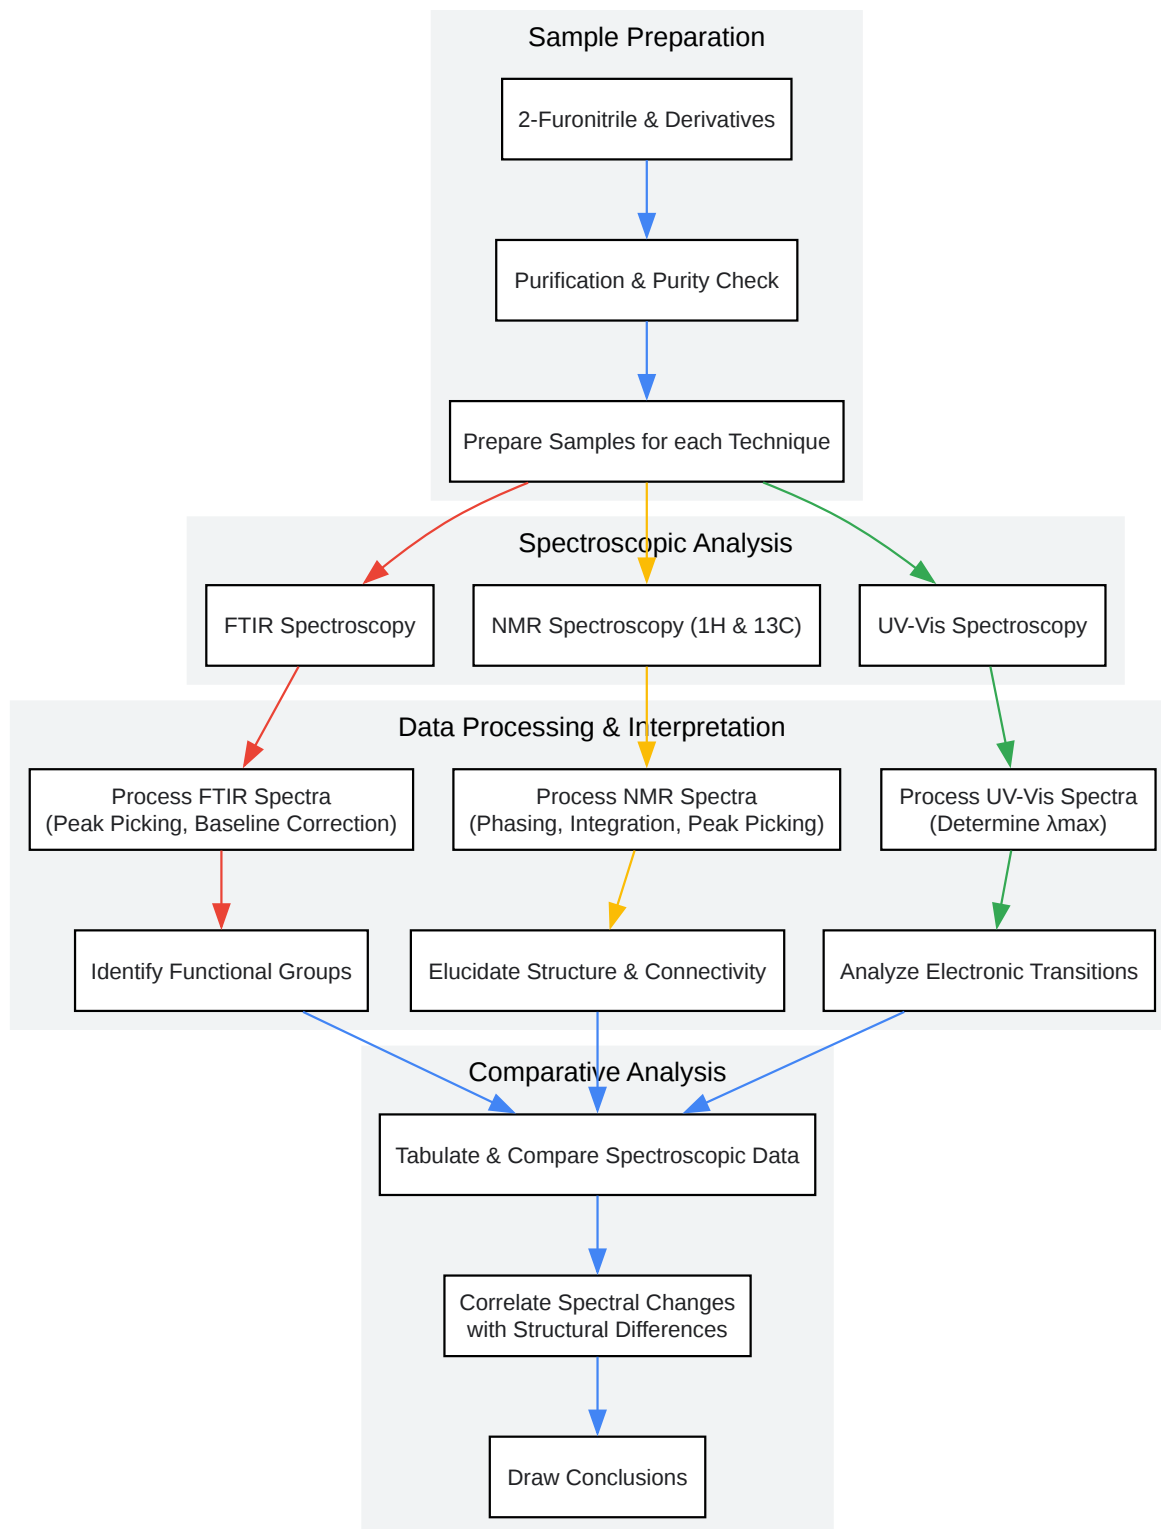 Sample Preparation
2-Furonitrile & Derivatives
Purification & Purity Check
Prepare Samples for each Technique
Spectroscopic Analysis
FTIR Spectroscopy
NMR Spectroscopy (1H & 13C)
UV-Vis Spectroscopy
Data Processing & Interpretation
Process FTIR Spectra
(Peak Picking, Baseline Correction)
Process NMR Spectra
(Phasing, Integration, Peak Picking)
Process UV-Vis Spectra
(Determine λmax)
Identify Functional Groups
Elucidate Structure & Connectivity
Analyze Electronic Transitions
Comparative Analysis
Tabulate & Compare Spectroscopic Data
Correlate Spectral Changes
with Structural Differences
Draw Conclusions